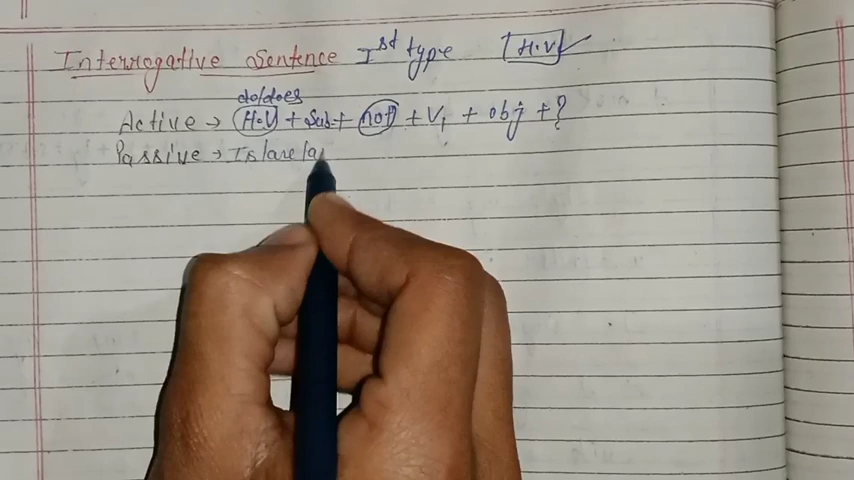 Interrogative Sentence Ist type [H.V] ✓
do/does
Active → H.V + Sub + not + V1 + obj + ?
Passive → Is/are/a